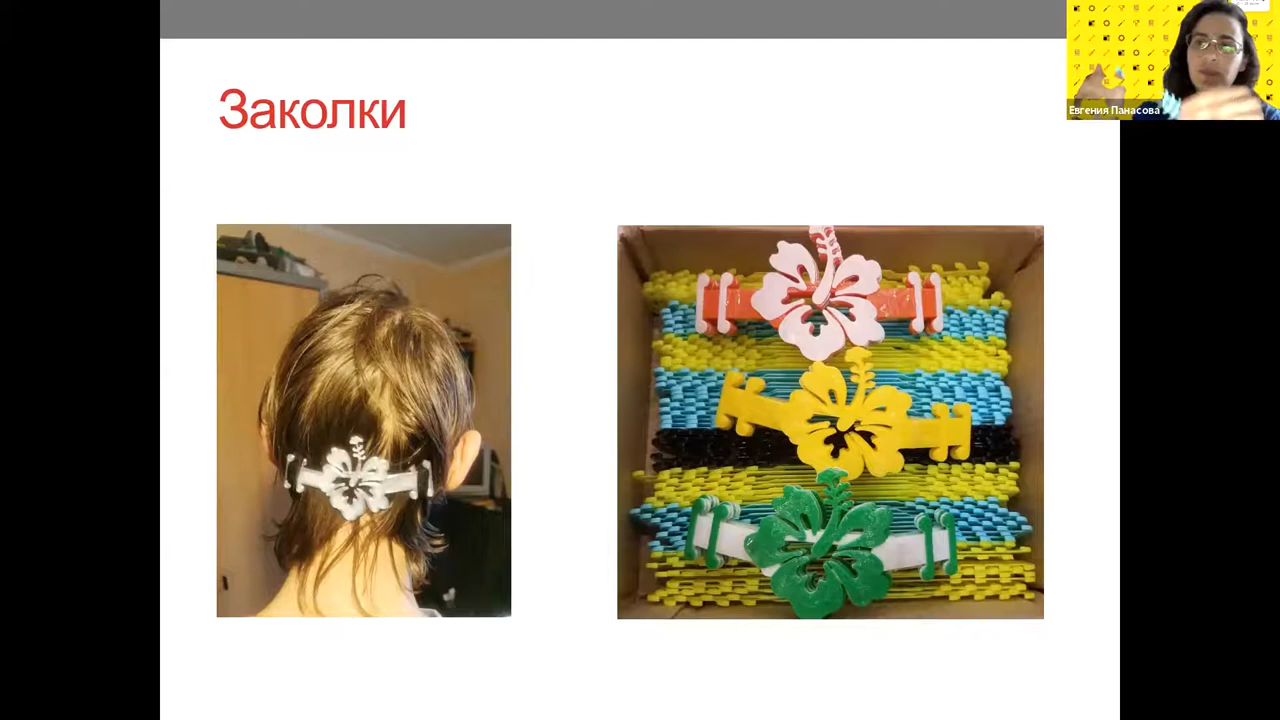 Заколки
Евгения Панасова